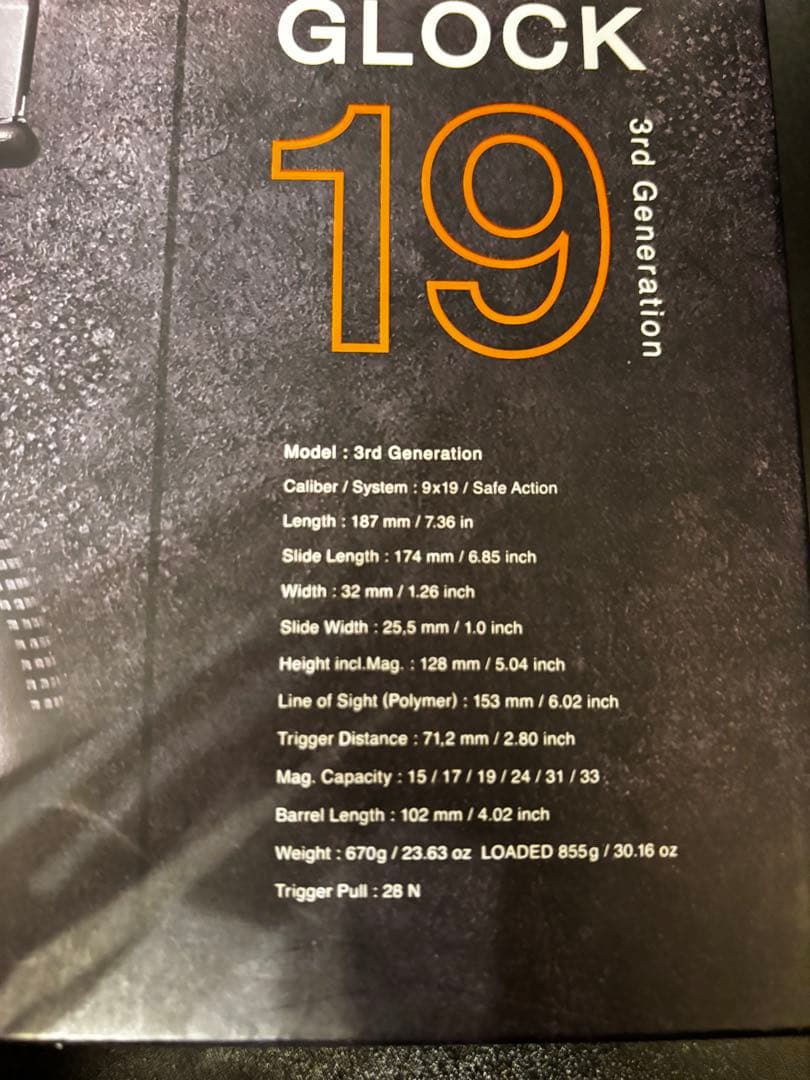 GLOCK
19
3rd Generation
Model : 3rd Generation
Caliber / System : 9x19 / Safe Action
Length : 187 mm / 7.36 in
Slide Length : 174 mm / 6.85 inch
Width : 32 mm / 1.26 inch
Slide Width : 25,5 mm / 1.0 inch
Height incl.Mag. : 128 mm / 5.04 inch
Line of Sight (Polymer) : 153 mm / 6.02 inch
Trigger Distance : 71,2 mm / 2.80 inch
Mag. Capacity : 15 / 17 / 19 / 24 / 31 / 33
Barrel Length : 102 mm / 4.02 inch
Weight : 670g / 23.63 oz LOADED 855g / 30.16 oz
Trigger Pull : 28 N